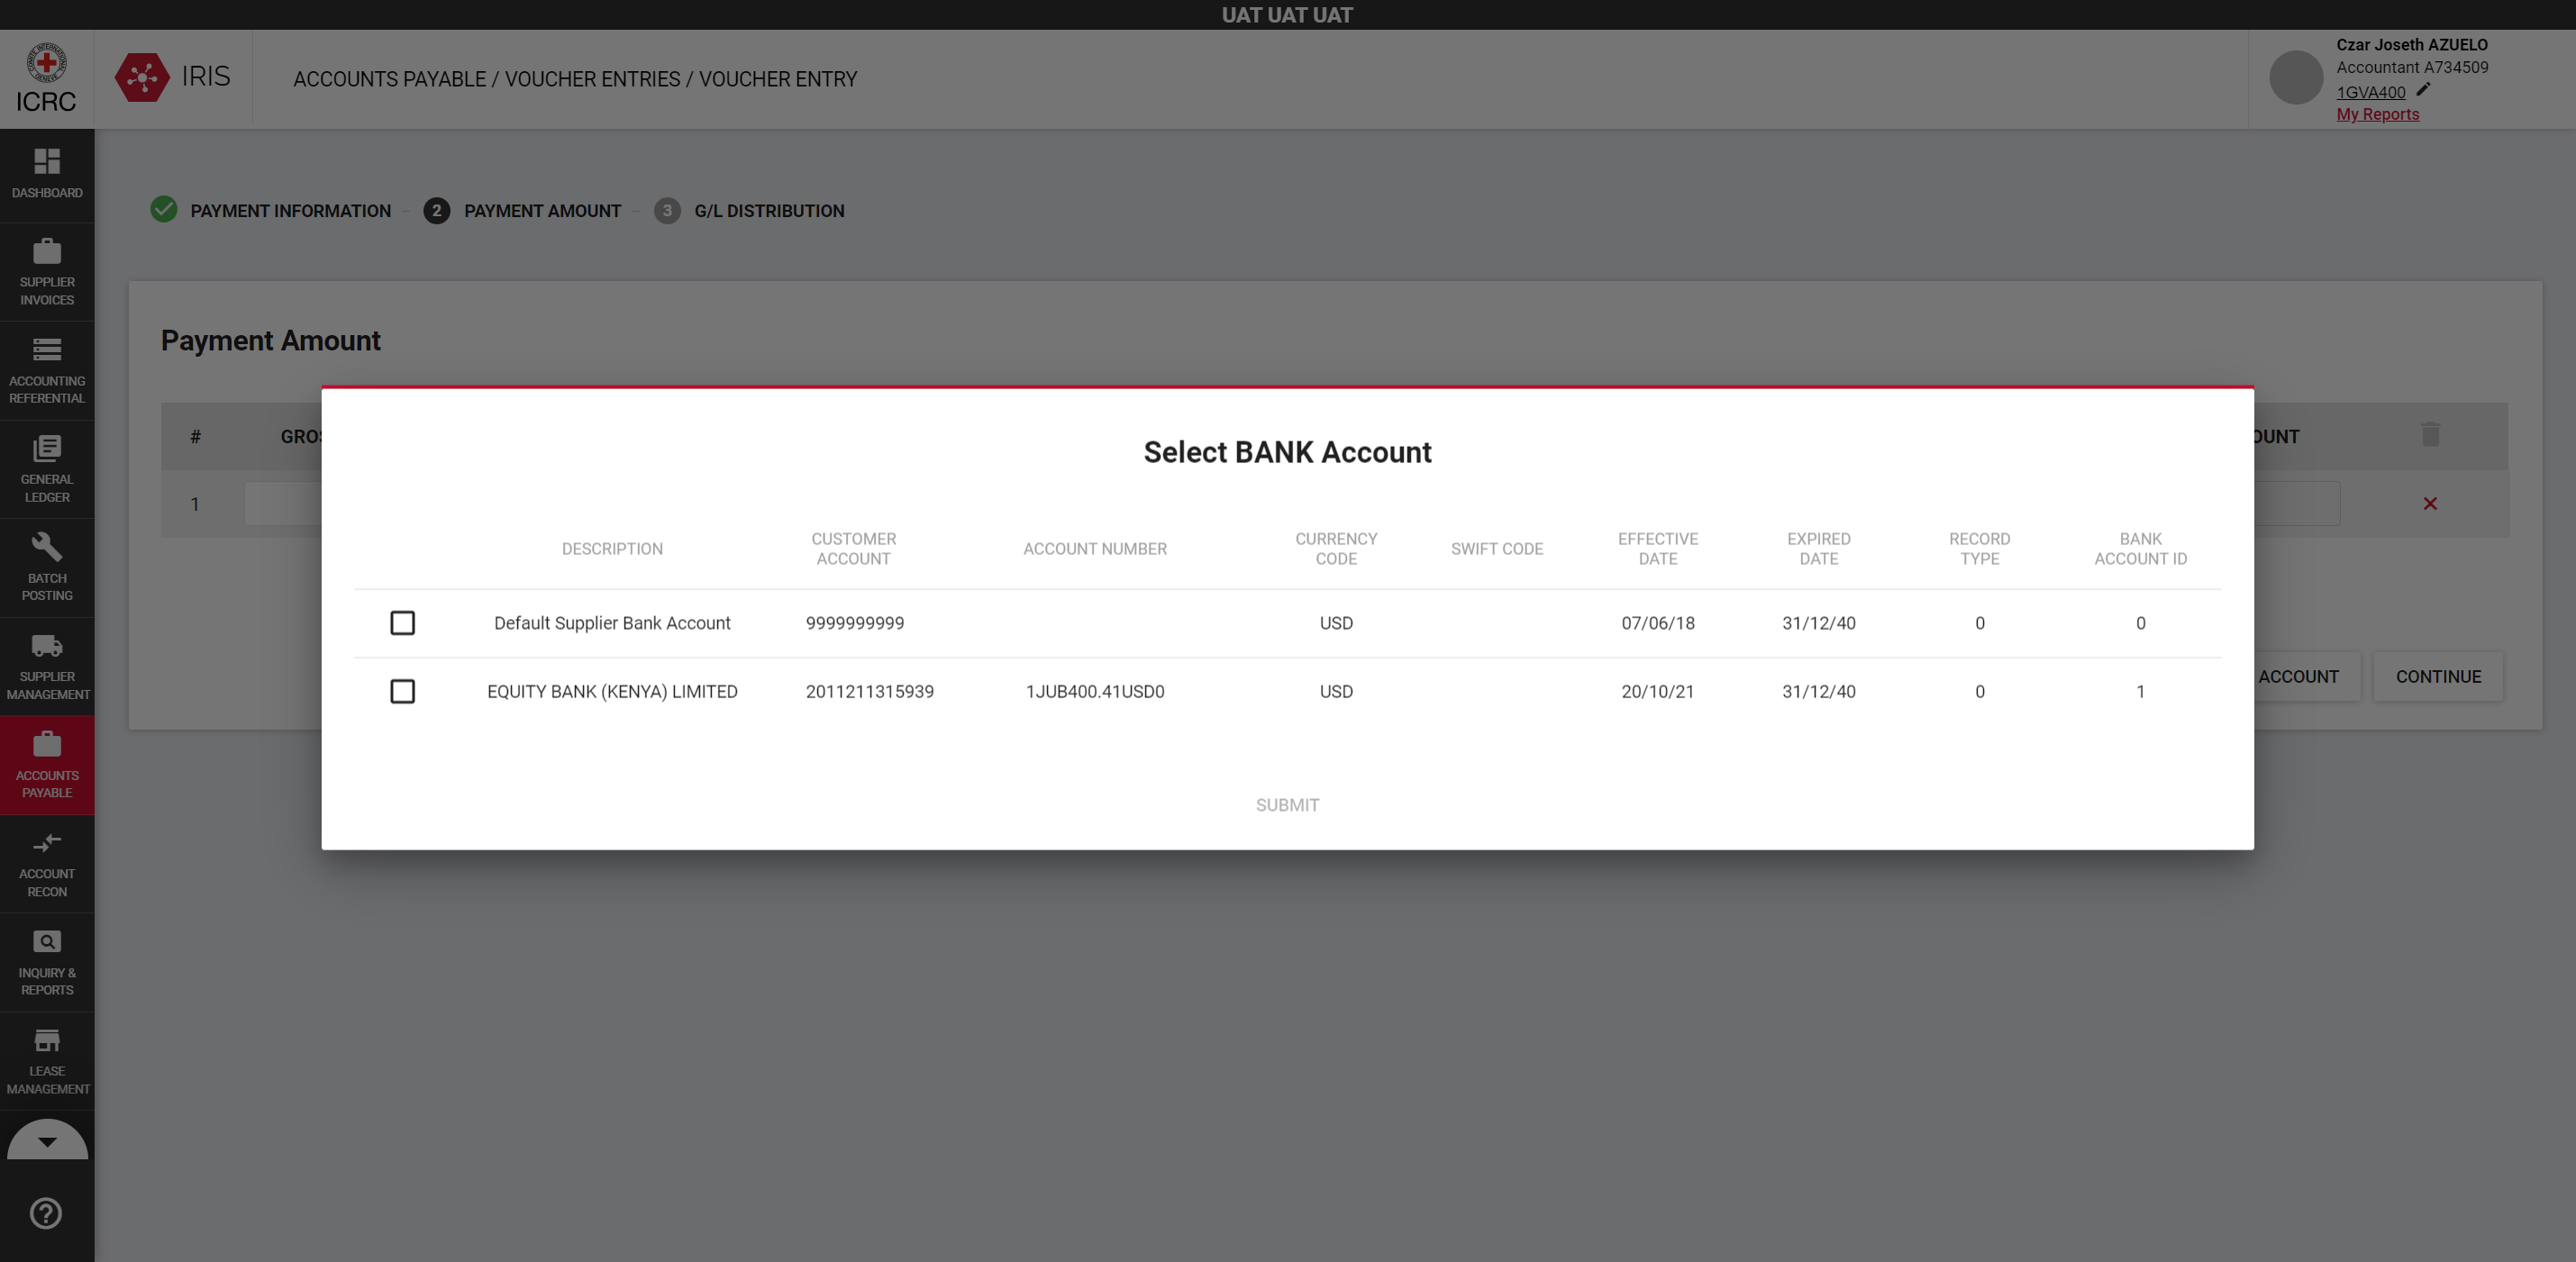 UAT UAT UAT
ICRC
IRIS
ACCOUNTS PAYABLE / VOUCHER ENTRIES / VOUCHER ENTRY
Czar Joseth AZUELO
Accountant A734509
1GVA400
My Reports
DASHBOARD
SUPPLIER
INVOICES
ACCOUNTING
REFERENTIAL
GENERAL
LEDGER
BATCH
POSTING
SUPPLIER
MANAGEMENT
ACCOUNTS
PAYABLE
ACCOUNT
RECON
INQUIRY &
REPORTS
LEASE
MANAGEMENT
PAYMENT INFORMATION – 2 PAYMENT AMOUNT – 3 G/L DISTRIBUTION
Payment Amount
# GROS OUNT
1
Select BANK Account
DESCRIPTION CUSTOMER ACCOUNT ACCOUNT NUMBER CURRENCY CODE SWIFT CODE EFFECTIVE DATE EXPIRED DATE RECORD TYPE BANK ACCOUNT ID
Default Supplier Bank Account 9999999999 USD 07/06/18 31/12/40 0 0
EQUITY BANK (KENYA) LIMITED 2011211315939 1JUB400.41USD0 USD 20/10/21 31/12/40 0 1
SUBMIT
ACCOUNT CONTINUE